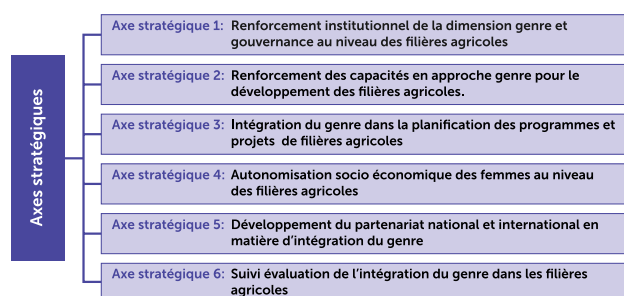 Axes stratégiques
Axe stratégique 1: Renforcement institutionnel de la dimension genre et
gouvernance au niveau des filières agricoles
Axe stratégique 2: Renforcement des capacités en approche genre pour le
développement des filières agricoles.
Axe stratégique 3: Intégration du genre dans la planification des programmes et
projets de filières agricoles
Axe stratégique 4: Autonomisation socio économique des femmes au niveau
des filières agricoles
Axe stratégique 5: Développement du partenariat national et international en
matière d’intégration du genre
Axe stratégique 6: Suivi évaluation de l’intégration du genre dans les filières
agricoles